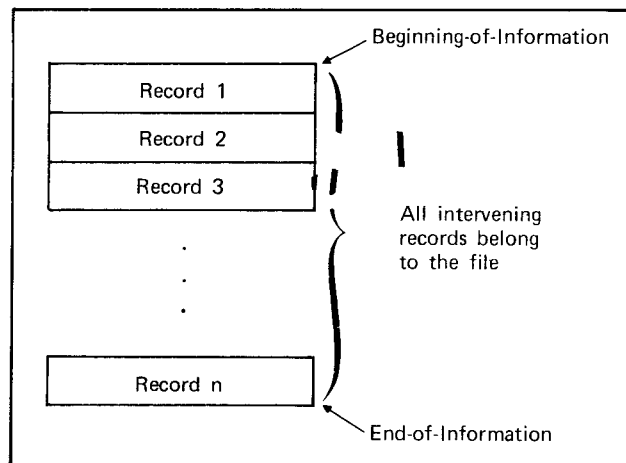 Beginning-of-Information
Record 1
Record 2
Record 3
All intervening
records belong
to the file
.
.
.
Record n
End-of-Information